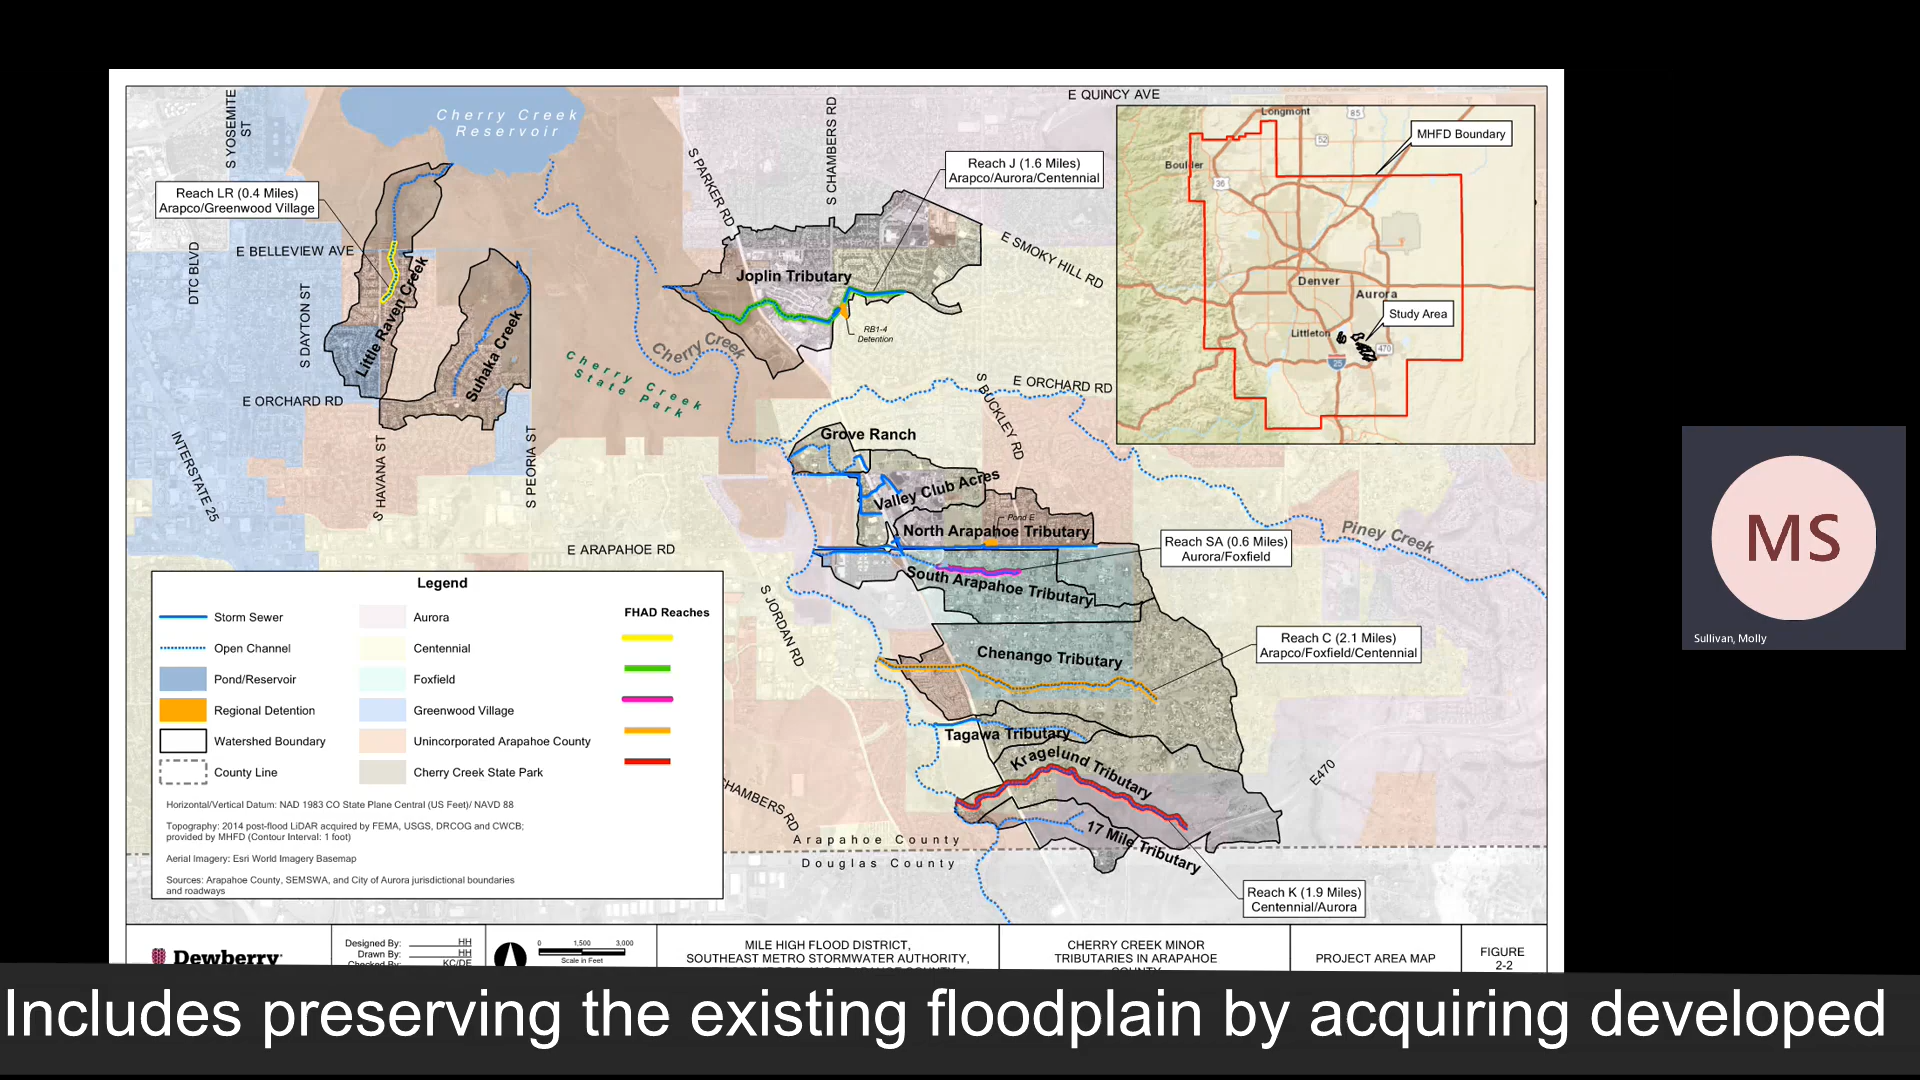 E QUINCY AVE
S YOSEMITE
ST
Cherry Creek
Reservoir
S PARKER RD
S CHAMBERS RD
Reach J (1.6 Miles)
Arapco/Aurora/Centennial
Reach LR (0.4 Miles)
Arapco/Greenwood Village
E BELLEVIEW AVE
DTC BLVD
S DAYTON ST
Little Raven Creek
Suhaka Creek
E ORCHARD RD
INTERSTATE 25
S HAVANA ST
S PEORIA ST
Joplin Tributary
E SMOKY HILL RD
RB1-4
Detention
Cherry Creek
Cherry Creek
State Park
S BUCKLEY RD
E ORCHARD RD
Longmont
85
52
MHFD Boundary
Boulder
36
Denver
Aurora
Study Area
Littleton
470
25
Grove Ranch
Valley Club Acres
Pond E
North Arapahoe Tributary
E ARAPAHOE RD
Reach SA (0.6 Miles)
Aurora/Foxfield
Piney Creek
South Arapahoe Tributary
S JORDAN RD
Reach C (2.1 Miles)
Arapco/Foxfield/Centennial
Chenango Tributary
Tagawa Tributary
Kragelund Tributary
E470
17 Mile Tributary
CHAMBERS RD
Arapahoe County
Douglas County
Reach K (1.9 Miles)
Centennial/Aurora
Legend
Storm Sewer
Open Channel
Pond/Reservoir
Regional Detention
Watershed Boundary
County Line
Aurora
Centennial
Foxfield
Greenwood Village
Unincorporated Arapahoe County
Cherry Creek State Park
FHAD Reaches
Horizontal/Vertical Datum: NAD 1983 CO State Plane Central (US Feet)/ NAVD 88
Topography: 2014 post-flood LiDAR acquired by FEMA, USGS, DRCOG and CWCB;
provided by MHFD (Contour Interval: 1 foot)
Aerial Imagery: Esri World Imagery Basemap
Sources: Arapahoe County, SEMSWA, and City of Aurora jurisdictional boundaries
and roadways
Dewberry
Designed By: HH
Drawn By: HH
Checked By: KC/DE
0 1,500 3,000
Scale in Feet
MILE HIGH FLOOD DISTRICT,
SOUTHEAST METRO STORMWATER AUTHORITY,
CHERRY CREEK MINOR
TRIBUTARIES IN ARAPAHOE
COUNTY
PROJECT AREA MAP
FIGURE
2-2
MS
Sullivan, Molly
Includes preserving the existing floodplain by acquiring developed